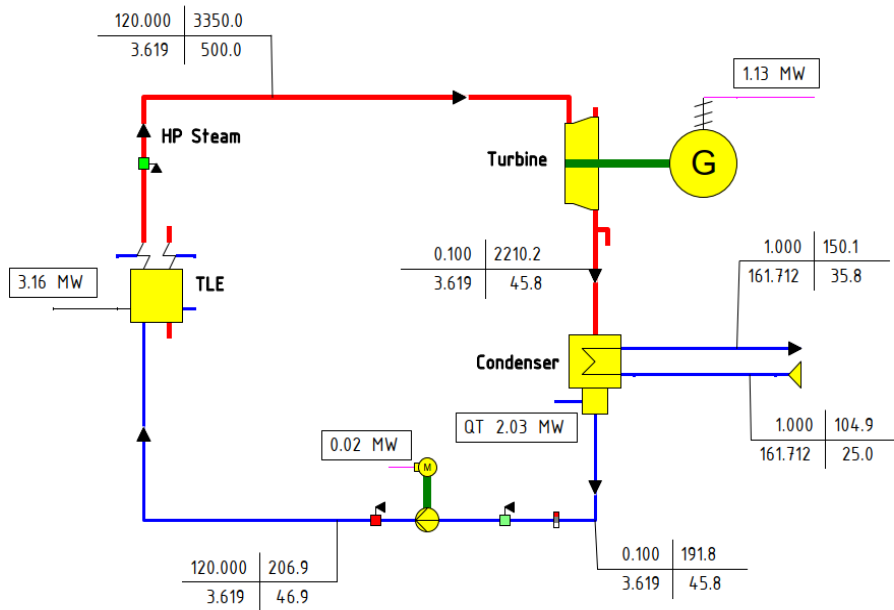 120.000 3350.0
3.619 500.0
1.13 MW
HP Steam
Turbine
G
0.100 2210.2
3.619 45.8
1.000 150.1
161.712 35.8
3.16 MW
TLE
Condenser
QT 2.03 MW
1.000 104.9
161.712 25.0
0.02 MW
M
120.000 206.9
3.619 46.9
0.100 191.8
3.619 45.8